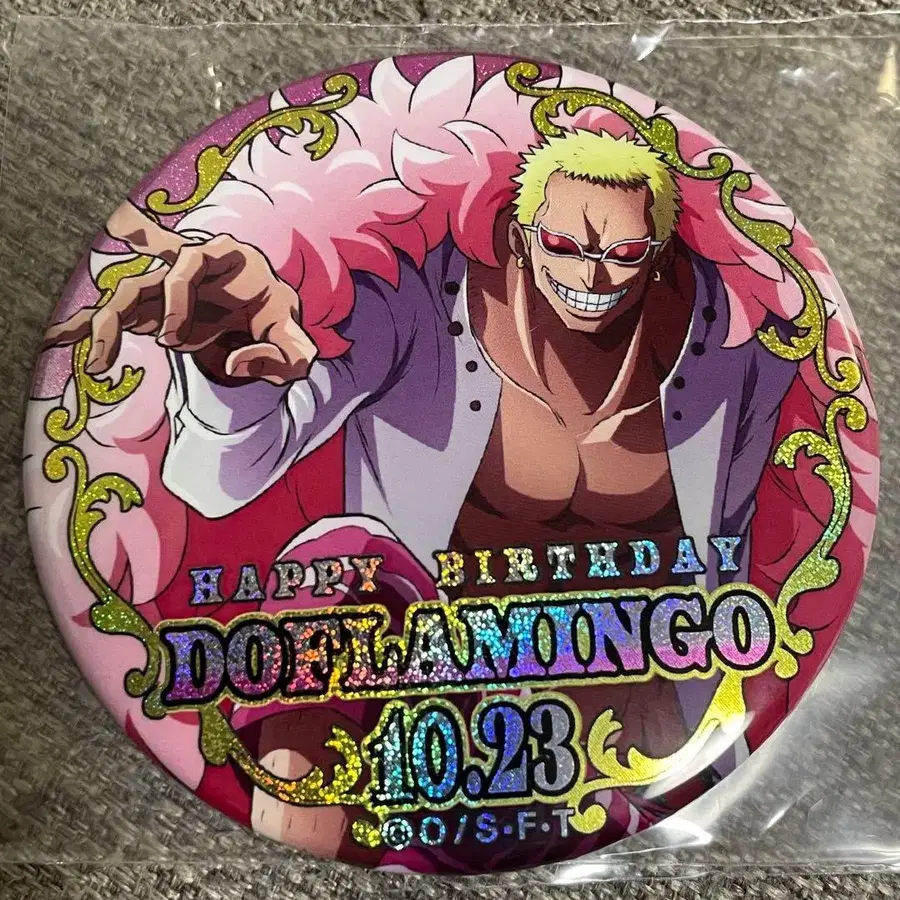 HAPPY BIRTHDAY
DOFLAMINGO
10.23
©O/S・F・T